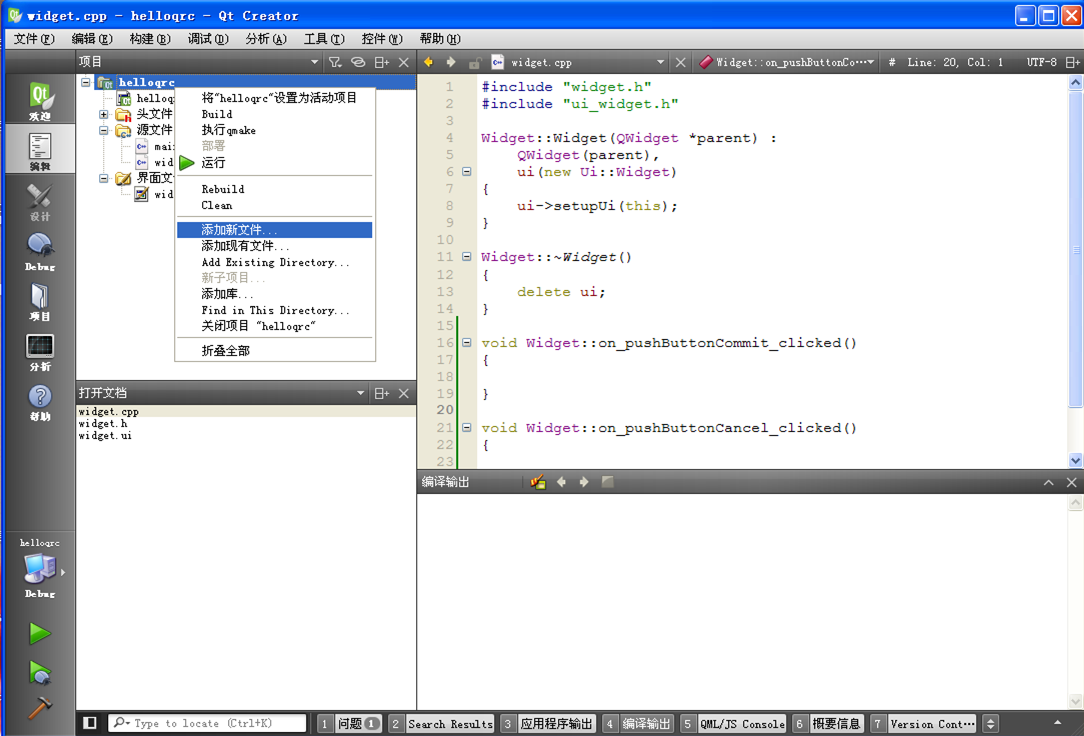 widget.cpp - helloqrc - Qt Creator
文件(F) 编辑(E) 构建(B) 调试(D) 分析(A) 工具(T) 控件(W) 帮助(H)
项目
widget.cpp
Widget::on_pushButtonCo···
# Line: 20, Col: 1
UTF-8
欢迎
编辑
设计
Debug
项目
分析
帮助
helloqrc
Debug
helloqrc
helloqr
头文件
源文件
mai
wid
界面文
wid
将"helloqrc"设置为活动项目
Build
执行qmake
部署
运行
Rebuild
Clean
添加新文件...
添加现有文件...
Add Existing Directory...
新子项目...
添加库...
Find in This Directory...
关闭项目 "helloqrc"
折叠全部
打开文档
widget.cpp
widget.h
widget.ui
1 #include "widget.h"
2 #include "ui_widget.h"
3
4 Widget::Widget(QWidget *parent) :
5 QWidget(parent),
6 ui(new Ui::Widget)
7 {
8 ui->setupUi(this);
9 }
10
11 Widget::~Widget()
12 {
13 delete ui;
14 }
15
16 void Widget::on_pushButtonCommit_clicked()
17 {
18
19 }
20
21 void Widget::on_pushButtonCancel_clicked()
22 {
23
编译输出
Type to locate (Ctrl+K)
1 问题 1
2 Search Results
3 应用程序输出
4 编译输出
5 QML/JS Console
6 概要信息
7 Version Cont···